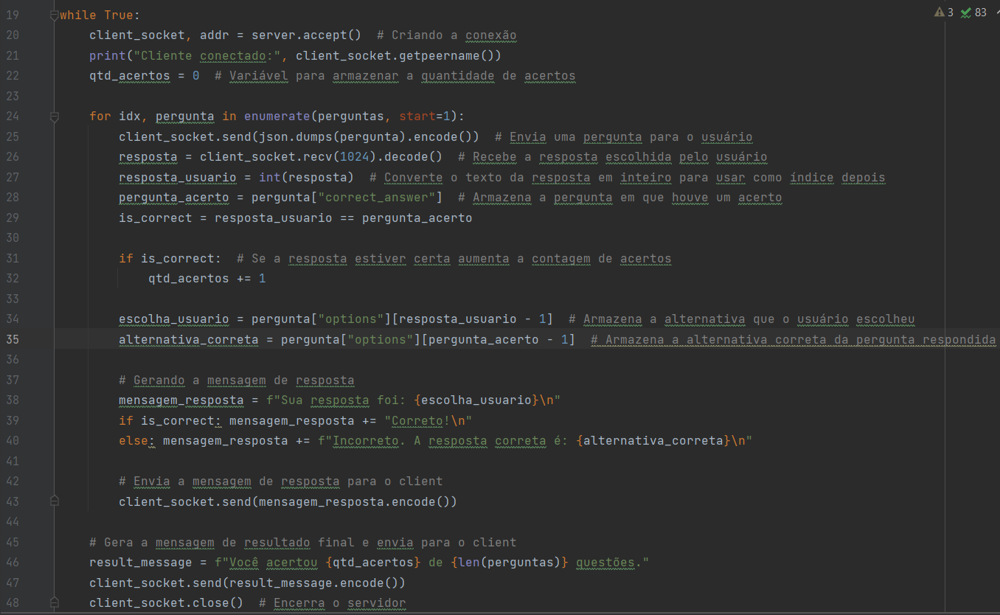 3 83
19 while True:
20 client_socket, addr = server.accept()  # Criando a conexão
21 print("Cliente conectado:", client_socket.getpeername())
22 qtd_acertos = 0  # Variável para armazenar a quantidade de acertos
23
24 for idx, pergunta in enumerate(perguntas, start=1):
25 client_socket.send(json.dumps(pergunta).encode())  # Envia uma pergunta para o usuário
26 resposta = client_socket.recv(1024).decode()  # Recebe a resposta escolhida pelo usuário
27 resposta_usuario = int(resposta)  # Converte o texto da resposta em inteiro para usar como índice depois
28 pergunta_acerto = pergunta["correct_answer"]  # Armazena a pergunta em que houve um acerto
29 is_correct = resposta_usuario == pergunta_acerto
30
31 if is_correct:  # Se a resposta estiver certa aumenta a contagem de acertos
32 qtd_acertos += 1
33
34 escolha_usuario = pergunta["options"][resposta_usuario - 1]  # Armazena a alternativa que o usuário escolheu
35 alternativa_correta = pergunta["options"][pergunta_acerto - 1]  # Armazena a alternativa correta da pergunta respondida
36
37 # Gerando a mensagem de resposta
38 mensagem_resposta = f"Sua resposta foi: {escolha_usuario}\n"
39 if is_correct: mensagem_resposta += "Correto!\n"
40 else: mensagem_resposta += f"Incorreto. A resposta correta é: {alternativa_correta}\n"
41
42 # Envia a mensagem de resposta para o client
43 client_socket.send(mensagem_resposta.encode())
44
45 # Gera a mensagem de resultado final e envia para o client
46 result_message = f"Você acertou {qtd_acertos} de {len(perguntas)} questões."
47 client_socket.send(result_message.encode())
48 client_socket.close()  # Encerra o servidor